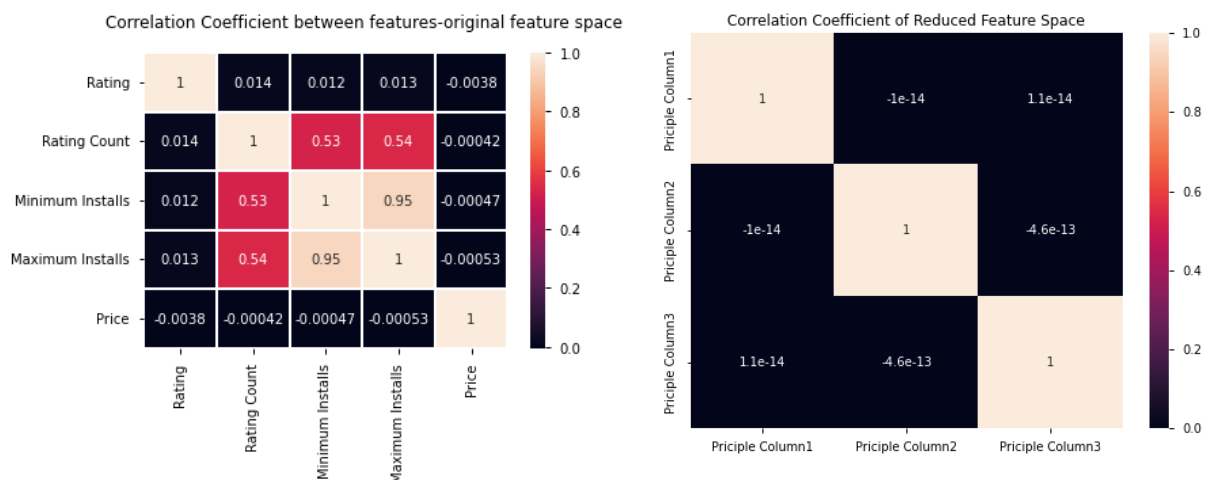 Correlation Coefficient between features-original feature space
Rating
1 0.014 0.012 0.013 -0.0038
Rating Count
0.014 1 0.53 0.54 -0.00042
Minimum Installs
0.012 0.53 1 0.95 -0.00047
Maximum Installs
0.013 0.54 0.95 1 -0.00053
Price
-0.0038 -0.00042 -0.00047 -0.00053 1
Rating
Rating Count
Minimum Installs
Maximum Installs
Price
1.0
0.8
0.6
0.4
0.2
0.0
Correlation Coefficient of Reduced Feature Space
Priciple Column1
1 -1e-14 1.1e-14
Priciple Column2
-1e-14 1 -4.6e-13
Priciple Column3
1.1e-14 -4.6e-13 1
Priciple Column1 Priciple Column2 Priciple Column3
1.0
0.8
0.6
0.4
0.2
0.0